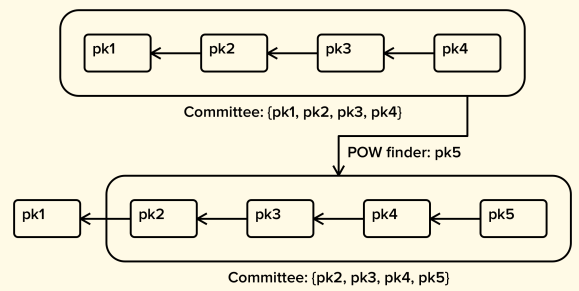 pk1 pk2 pk3 pk4
Committee: {pk1, pk2, pk3, pk4}
POW finder: pk5
pk1 pk2 pk3 pk4 pk5
Committee: {pk2, pk3, pk4, pk5}